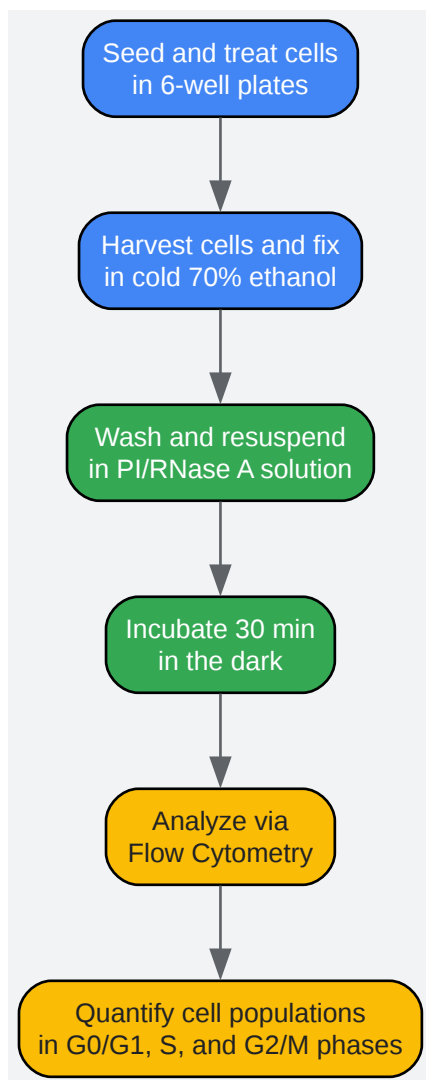 Seed and treat cells
in 6-well plates
Harvest cells and fix
in cold 70% ethanol
Wash and resuspend
in PI/RNase A solution
Incubate 30 min
in the dark
Analyze via
Flow Cytometry
Quantify cell populations
in G0/G1, S, and G2/M phases